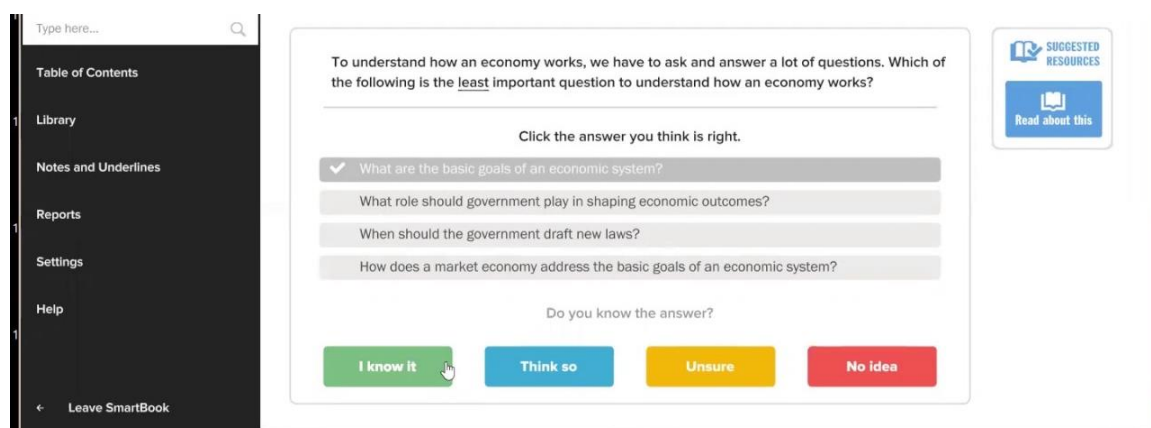 Type here...
Table of Contents
Library
Notes and Underlines
Reports
Settings
Help
← Leave SmartBook
To understand how an economy works, we have to ask and answer a lot of questions. Which of
the following is the least important question to understand how an economy works?
Click the answer you think is right.
What are the basic goals of an economic system?
What role should government play in shaping economic outcomes?
When should the government draft new laws?
How does a market economy address the basic goals of an economic system?
Do you know the answer?
I know it
Think so
Unsure
No idea
SUGGESTED
RESOURCES
Read about this